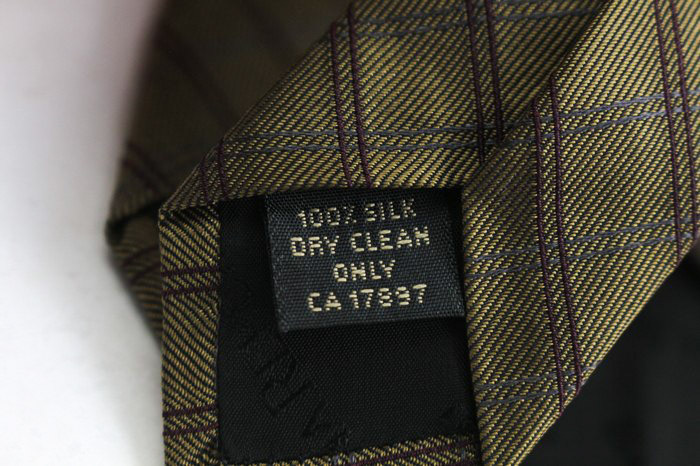 100% SILK
DRY CLEAN
ONLY
CA 17897